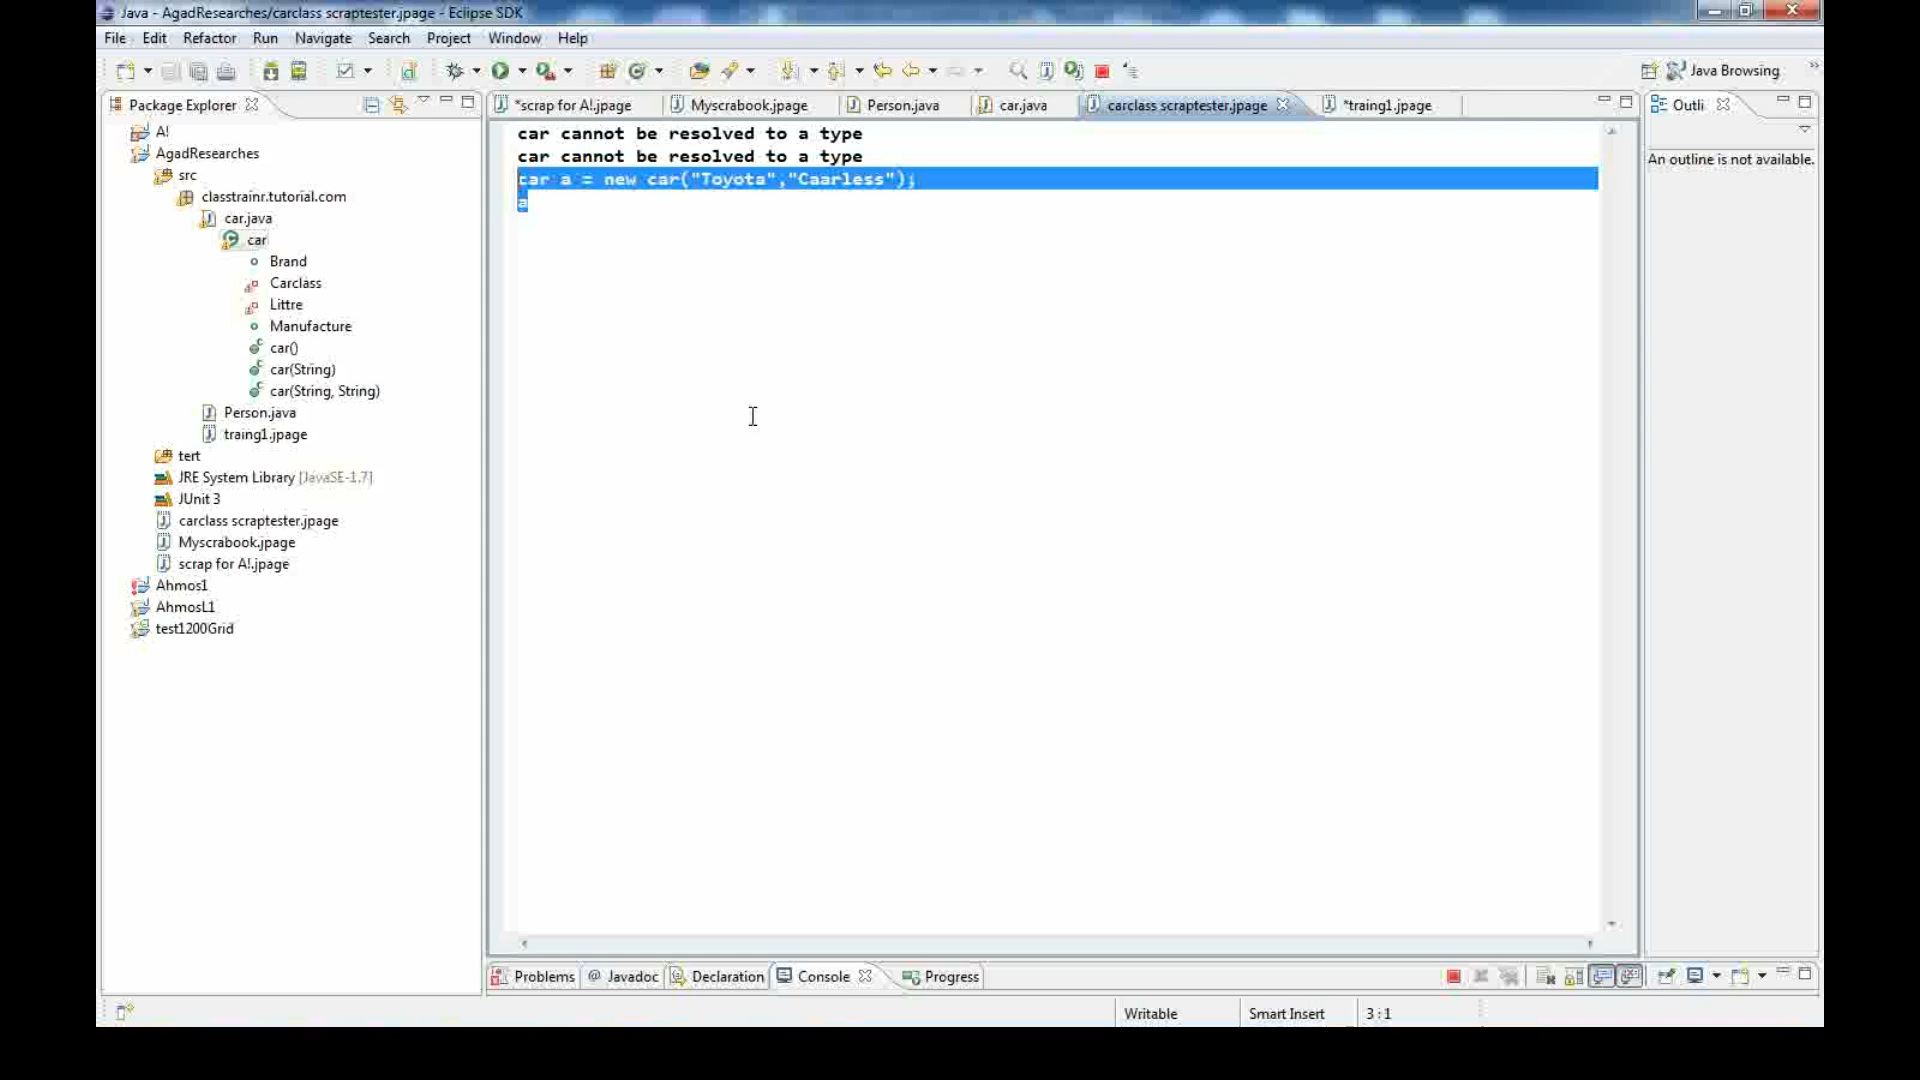 Java - AgadResearches/carclass scraptester.jpage - Eclipse SDK
File Edit Refactor Run Navigate Search Project Window Help
Java Browsing
Package Explorer
*scrap for A!.jpage
Myscrabook.jpage
Person.java
car.java
carclass scraptester.jpage
*traing1.jpage
Outli
A!
AgadResearches
src
classtrainr.tutorial.com
car.java
car
Brand
Carclass
Littre
Manufacture
car()
car(String)
car(String, String)
Person.java
traing1.jpage
tert
JRE System Library [JavaSE-1.7]
JUnit 3
carclass scraptester.jpage
Myscrabook.jpage
scrap for A!.jpage
Ahmos1
AhmosL1
test1200Grid
car cannot be resolved to a type
car cannot be resolved to a type
car a = new car("Toyota","Caarless");
a
An outline is not available.
Problems @ Javadoc Declaration Console Progress
Writable Smart Insert 3 : 1